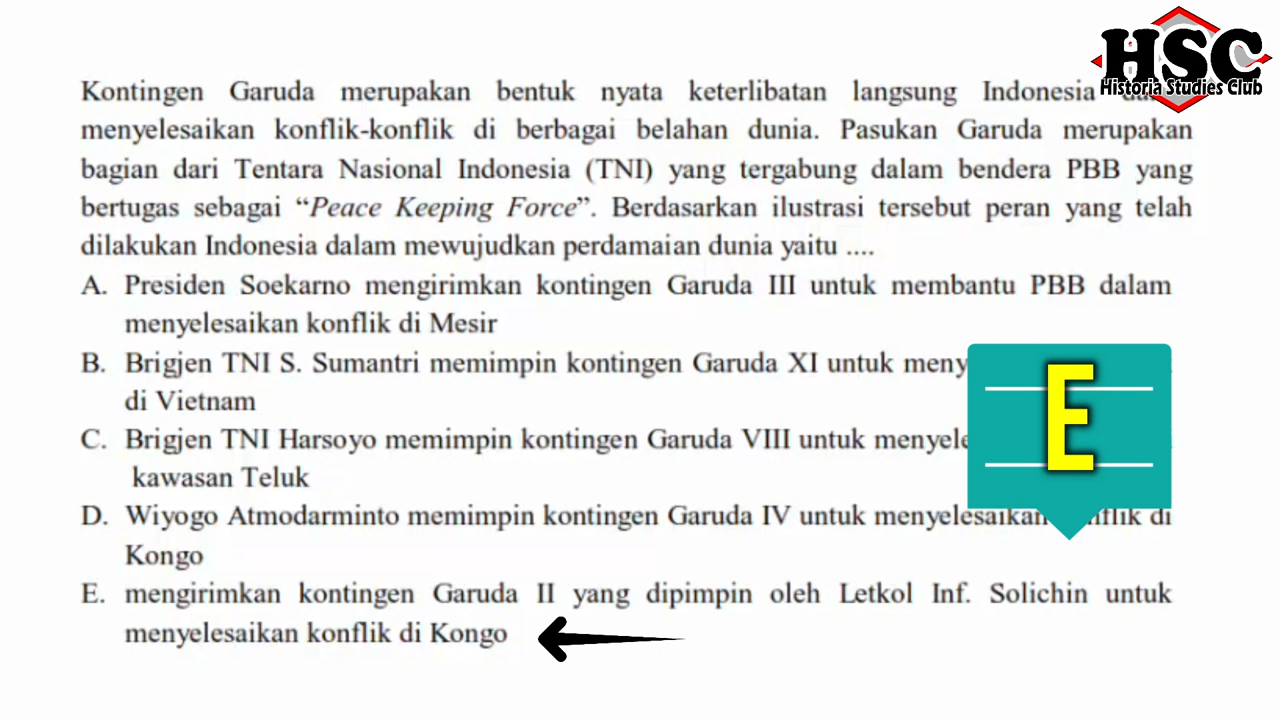 HSC
Historia Studies Club
Kontingen Garuda merupakan bentuk nyata keterlibatan langsung Indonesia
menyelesaikan konflik-konflik di berbagai belahan dunia. Pasukan Garuda merupakan
bagian dari Tentara Nasional Indonesia (TNI) yang tergabung dalam bendera PBB yang
bertugas sebagai “Peace Keeping Force”. Berdasarkan ilustrasi tersebut peran yang telah
dilakukan Indonesia dalam mewujudkan perdamaian dunia yaitu ....
A. Presiden Soekarno mengirimkan kontingen Garuda III untuk membantu PBB dalam
menyelesaikan konflik di Mesir
B. Brigjen TNI S. Sumantri memimpin kontingen Garuda XI untuk
di Vietnam
C. Brigjen TNI Harsoyo memimpin kontingen Garuda VIII untuk
kawasan Teluk
D. Wiyogo Atmodarminto memimpin kontingen Garuda IV untuk menyelesaikan konflik di
Kongo
E. mengirimkan kontingen Garuda II yang dipimpin oleh Letkol Inf. Solichin untuk
menyelesaikan konflik di Kongo
E